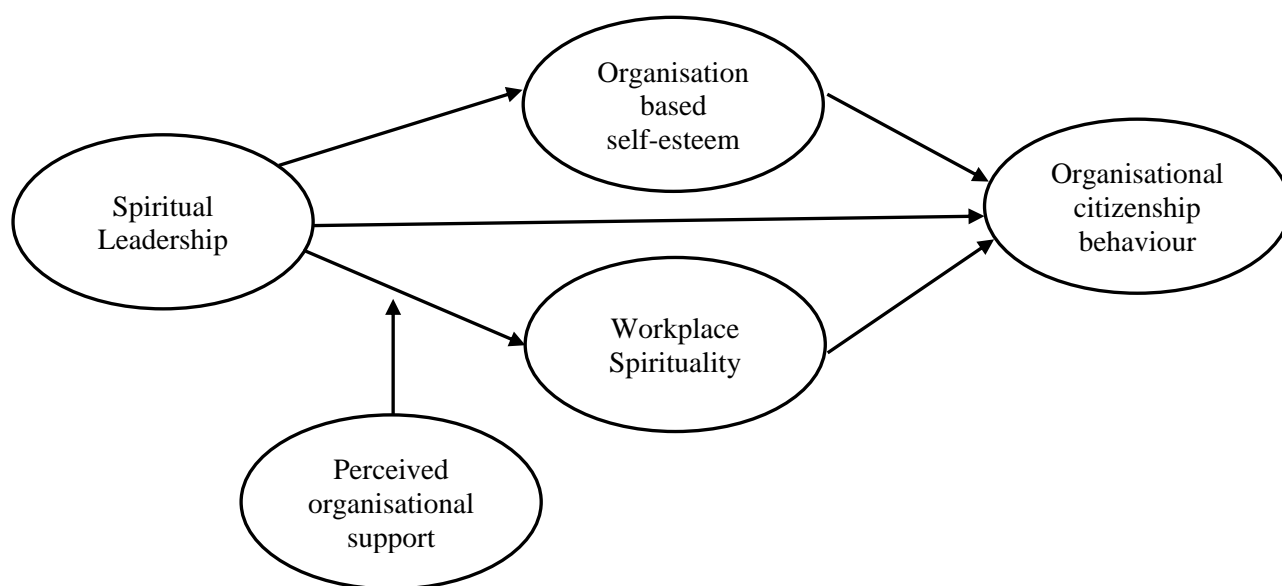 Organisation
based
self-esteem
Spiritual
Leadership
Organisational
citizenship
behaviour
Workplace
Spirituality
Perceived
organisational
support